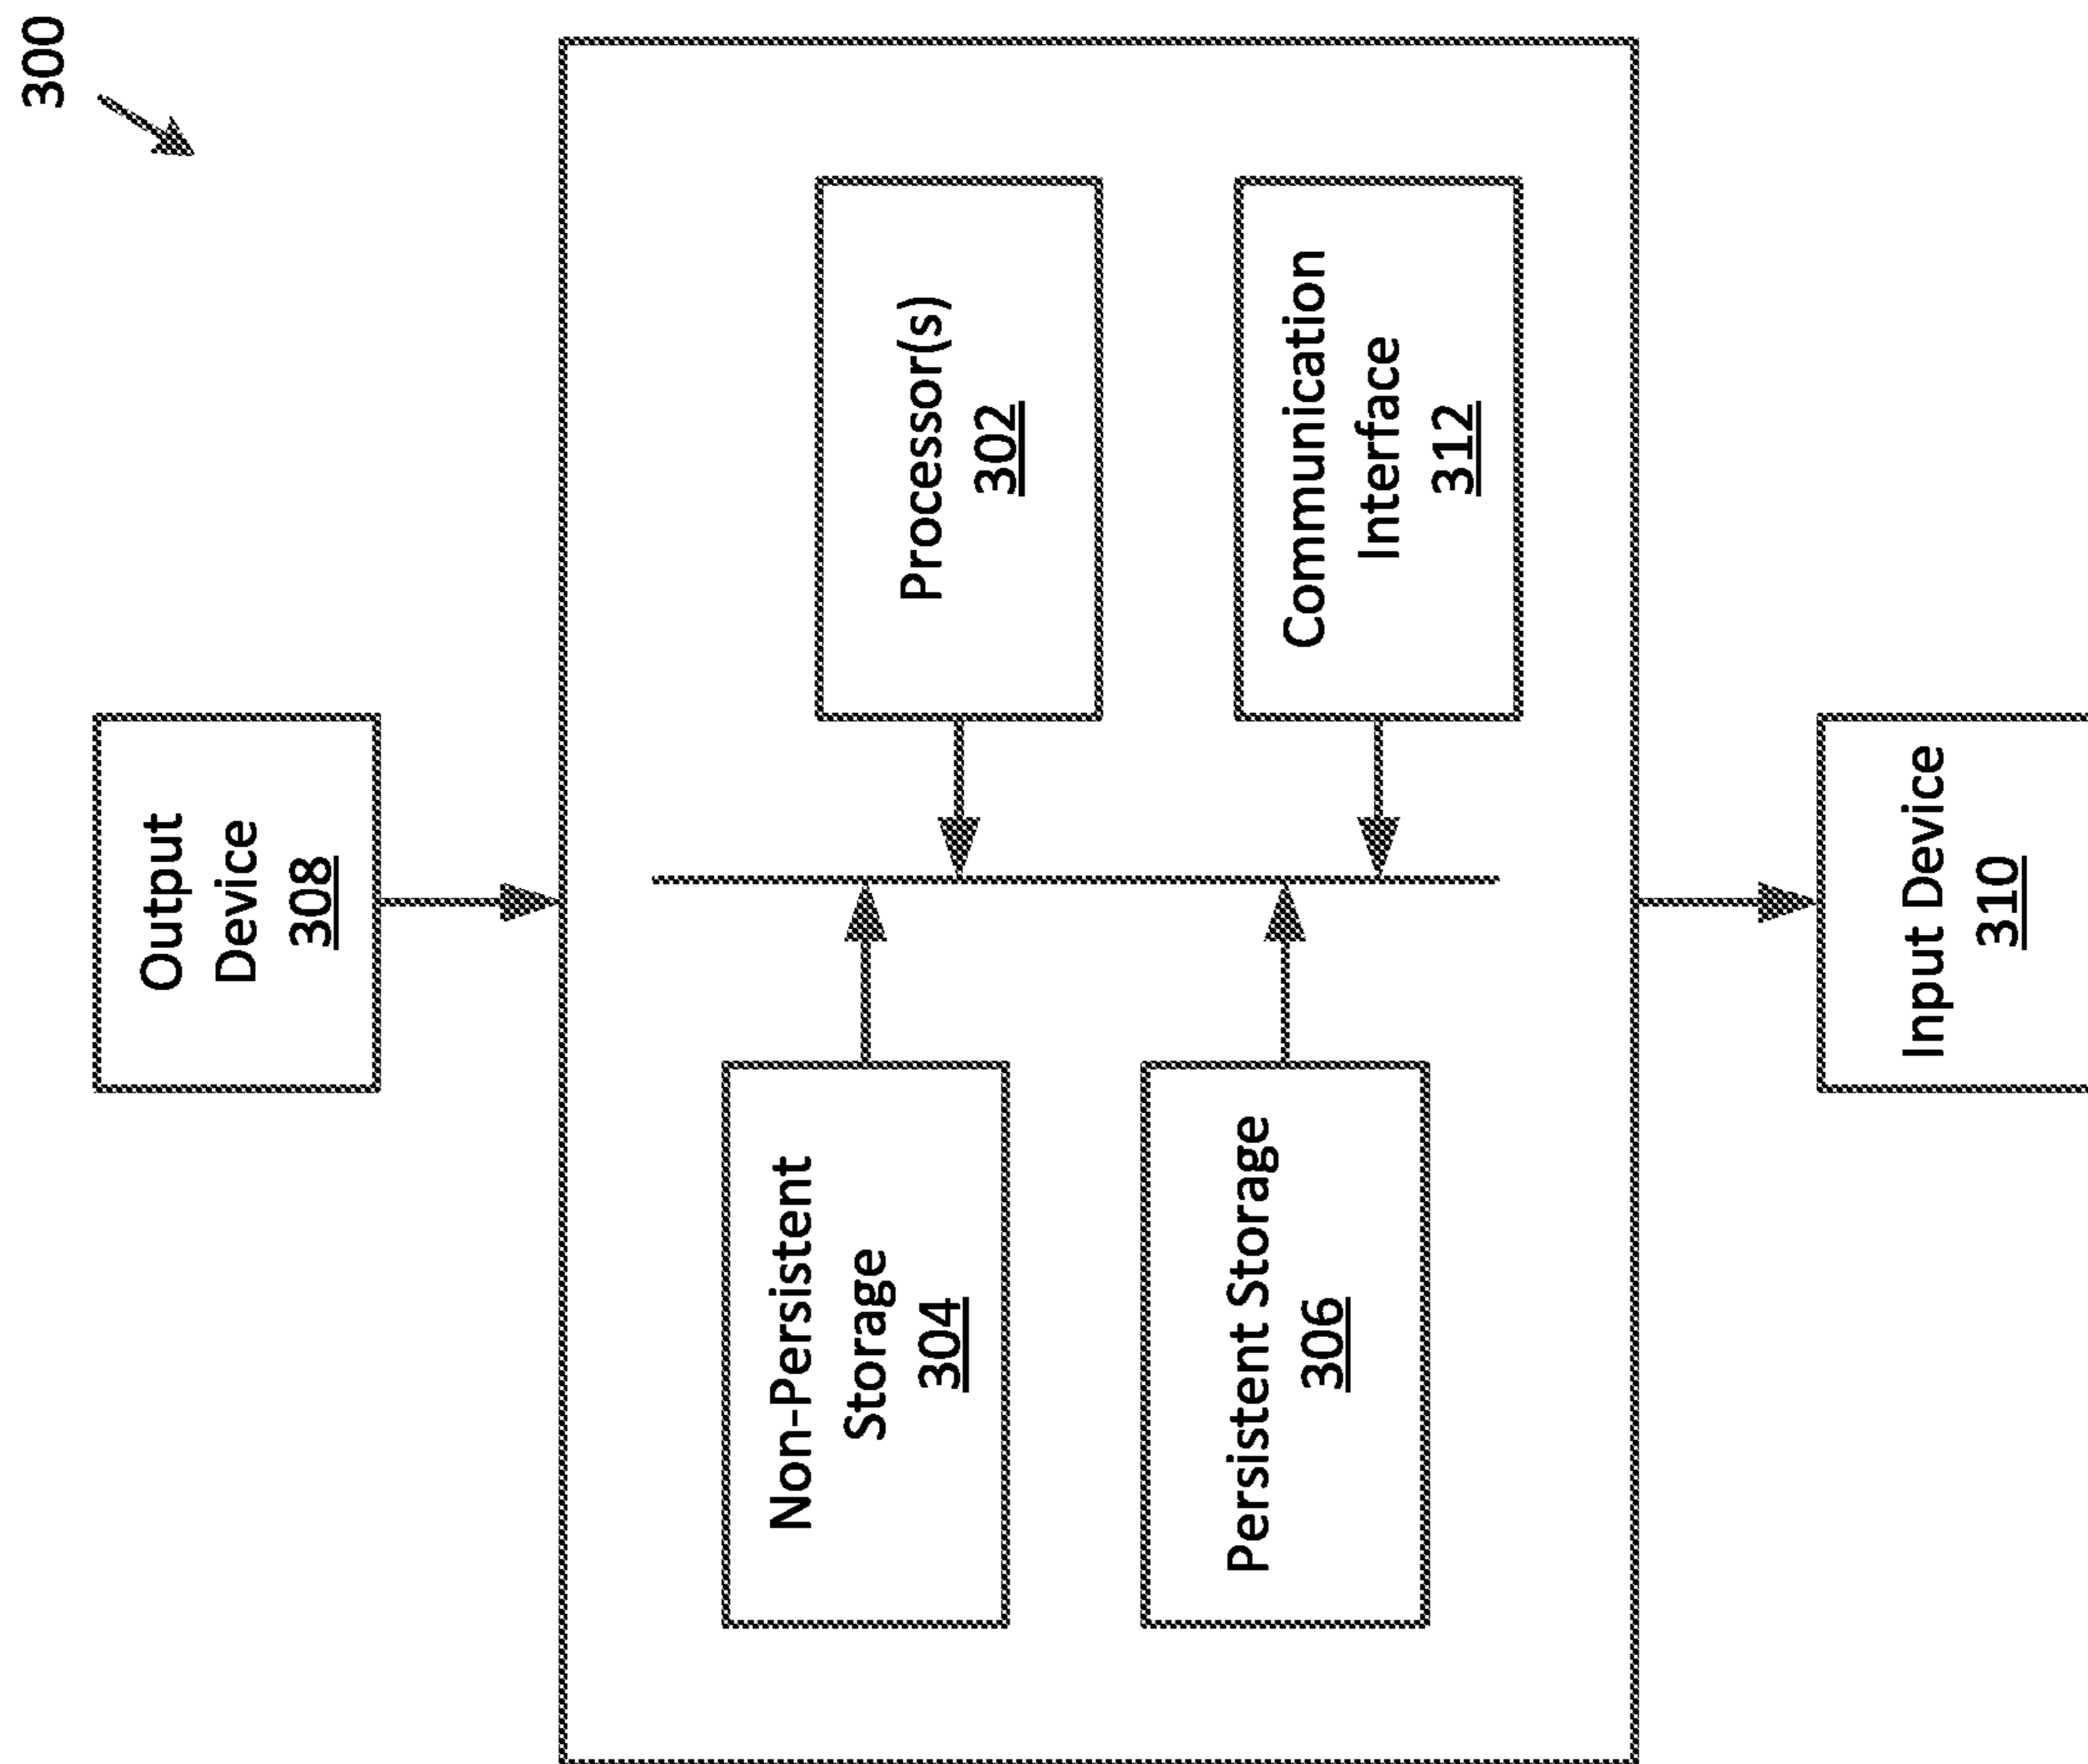 300
Output
Device
308
Non-Persistent
Storage
304
Processor(s)
302
Persistent Storage
306
Communication
Interface
312
Input Device
310